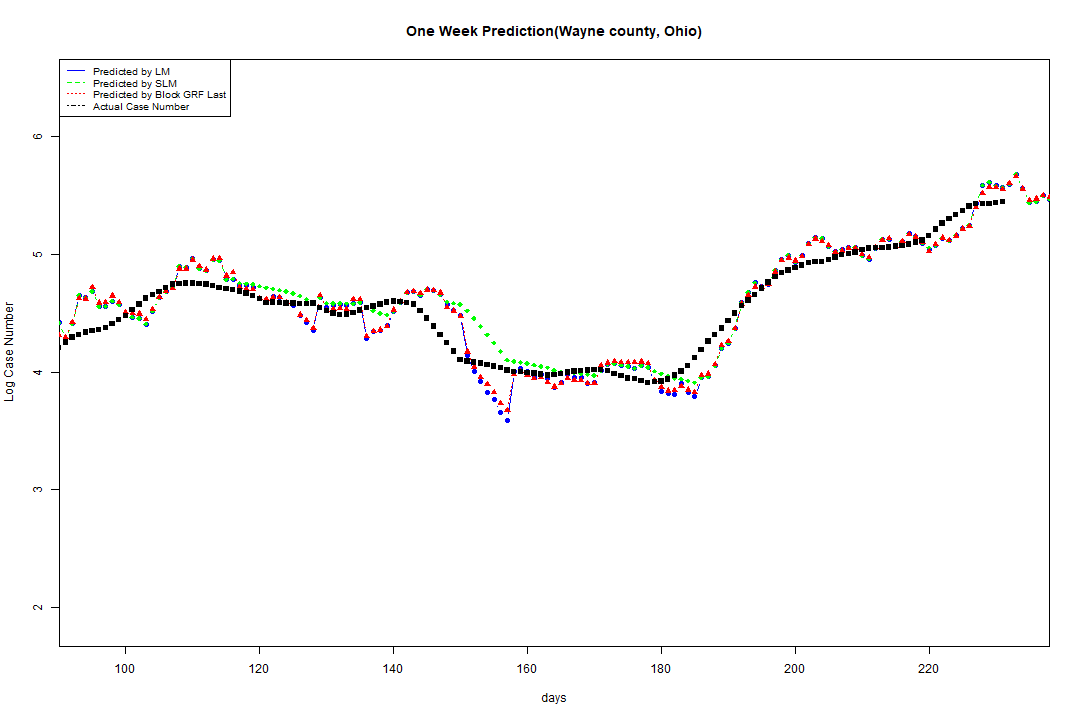 One Week Prediction(Wayne county, Ohio)
Predicted by LM
Predicted by SLM
Predicted by Block GRF Last
Actual Case Number
6
5
4
3
2
Log Case Number
100 120 140 160 180 200 220
days